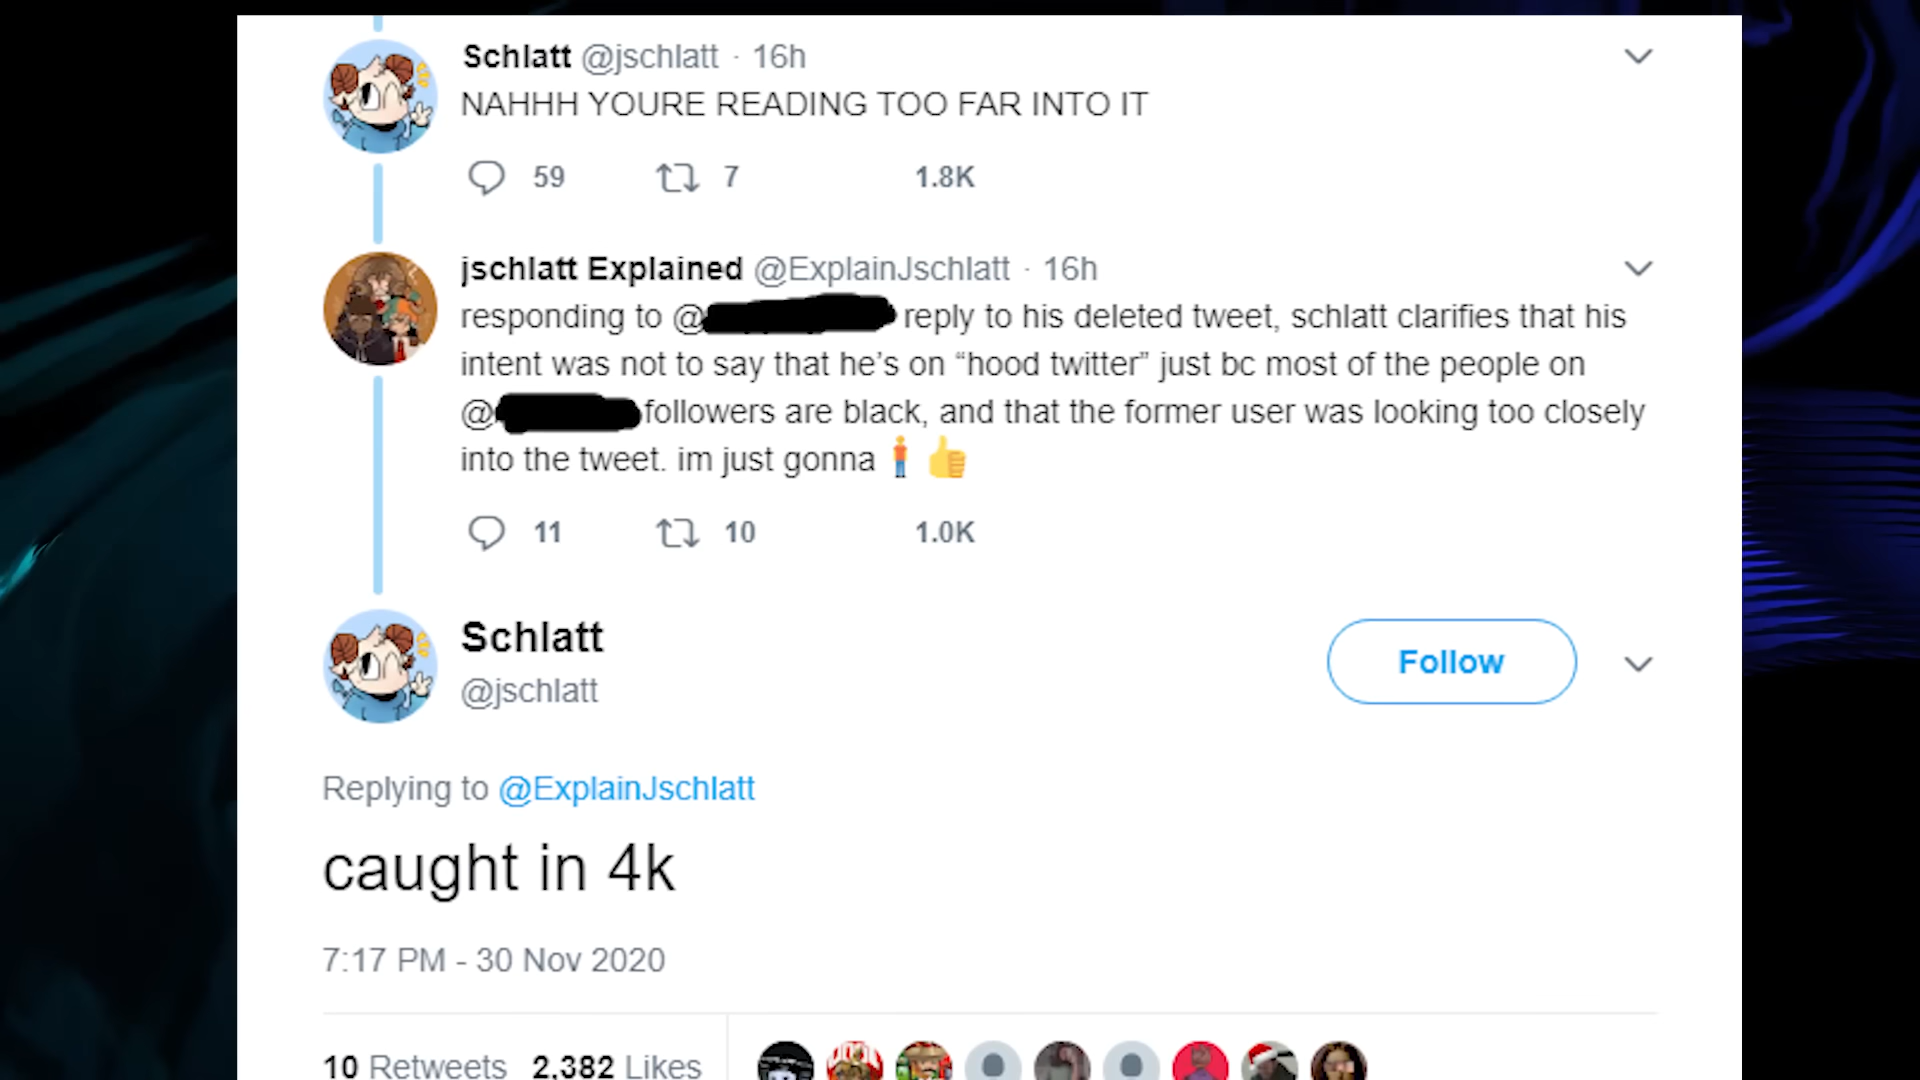 Schlatt @jschlatt · 16h
NAHHH YOURE READING TOO FAR INTO IT
59 7 1.8K
jschlatt Explained @ExplainJschlatt · 16h
responding to @ reply to his deleted tweet, schlatt clarifies that his
intent was not to say that he's on “hood twitter” just bc most of the people on
@ followers are black, and that the former user was looking too closely
into the tweet. im just gonna 🧍👍
11 10 1.0K
Schlatt
Follow
@jschlatt
Replying to @ExplainJschlatt
caught in 4k
7:17 PM - 30 Nov 2020
10 Retweets 2,382 Likes